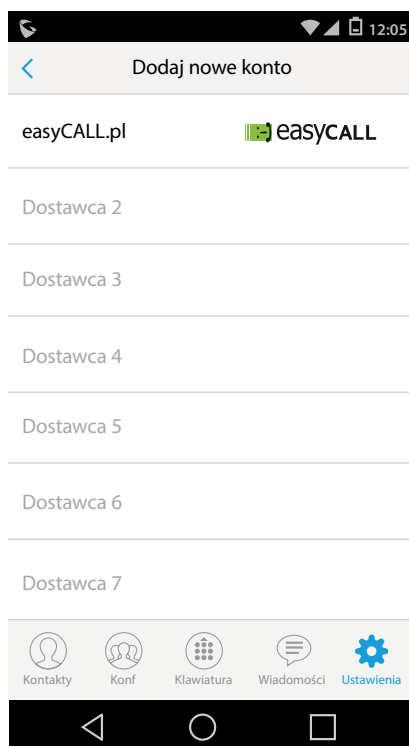 12:05
Dodaj nowe konto
easyCALL.pl easyCALL
Dostawca 2
Dostawca 3
Dostawca 4
Dostawca 5
Dostawca 6
Dostawca 7
Kontakty Konf Klawiatura Wiadomości Ustawienia